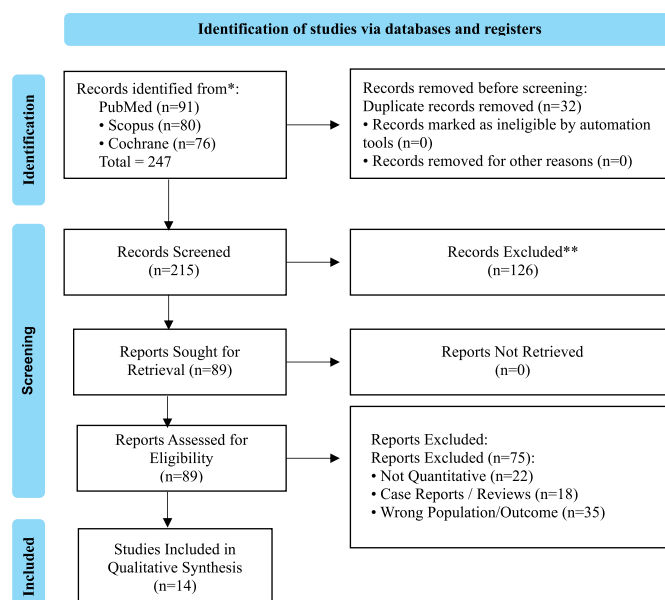 Identification of studies via databases and registers
Identification
Records identified from*:
PubMed (n=91)
• Scopus (n=80)
• Cochrane (n=76)
Total = 247
Records removed before screening:
Duplicate records removed (n=32)
• Records marked as ineligible by automation
tools (n=0)
• Records removed for other reasons (n=0)
Screening
Records Screened
(n=215)
Records Excluded**
(n=126)
Reports Sought for
Retrieval (n=89)
Reports Not Retrieved
(n=0)
Reports Assessed for
Eligibility
(n=89)
Reports Excluded:
Reports Excluded (n=75):
• Not Quantitative (n=22)
• Case Reports / Reviews (n=18)
• Wrong Population/Outcome (n=35)
Included
Studies Included in
Qualitative Synthesis
(n=14)